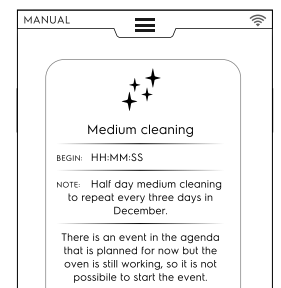 MANUAL
Medium cleaning
BEGIN: HH:MM:SS
NOTE: Half day medium cleaning
to repeat every three days in
December.
There is an event in the agenda
that is planned for now but the
oven is still working, so it is not
possibile to start the event.